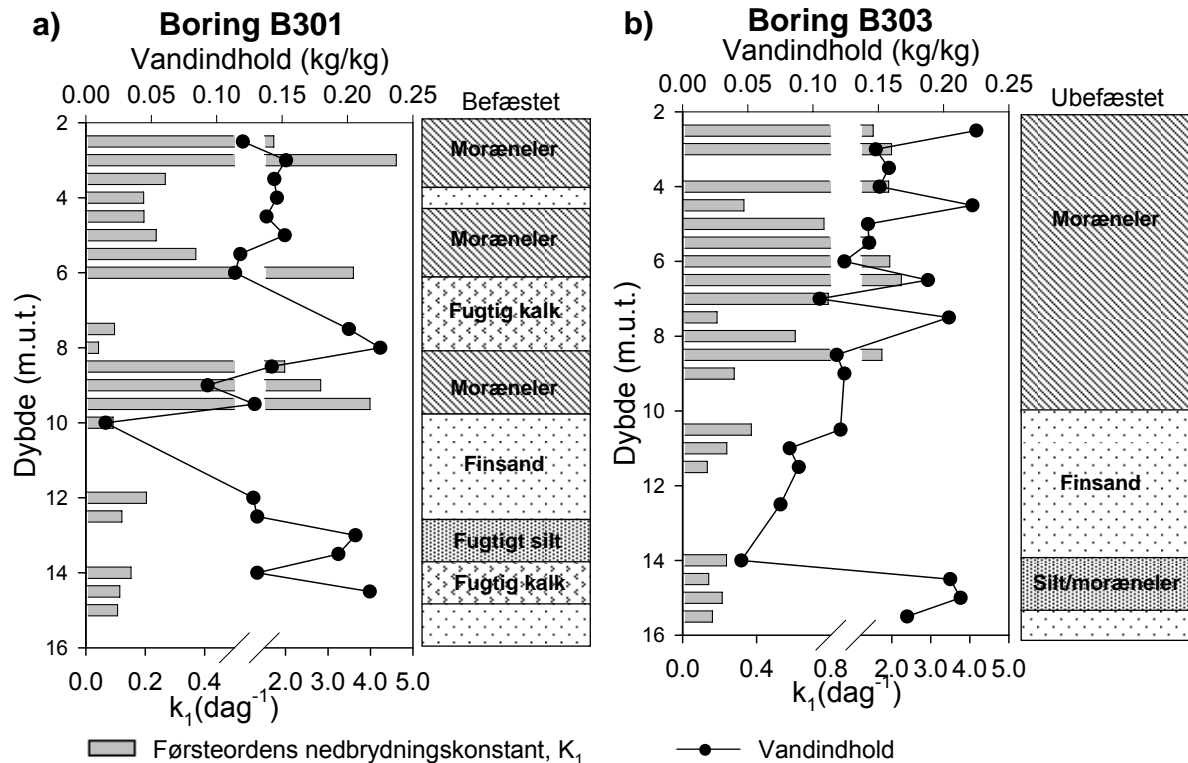 a)
Boring B301
Vandindhold (kg/kg)
0.00 0.05 0.10 0.15 0.20 0.25
Befæstet
2
4
6
8
10
12
14
16
Dybde (m.u.t.)
Moræneler
Moræneler
Fugtig kalk
Moræneler
Finsand
Fugtigt silt
Fugtig kalk
0.0 0.2 0.4 2.0 3.0 4.0 5.0
k1(dag-1)
b)
Boring B303
Vandindhold (kg/kg)
0.00 0.05 0.10 0.15 0.20 0.25
Ubefæstet
2
4
6
8
10
12
14
16
Dybde (m.u.t.)
Moræneler
Finsand
Silt/moræneler
0.0 0.4 0.8 2.0 3.0 4.0 5.0
k1(dag-1)
Førsteordens nedbrydningskonstant, K1
Vandindhold